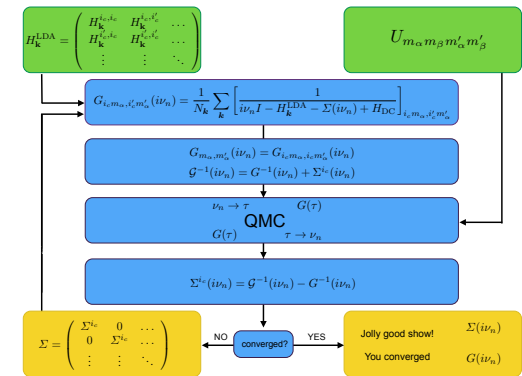 H_k^LDA = ( H_k^{i_c,i_c} H_k^{i_c,i'_c} …
H_k^{i'_c,i_c} H_k^{i'_c,i'_c} …
⋮ ⋮ ⋱ )
U_{m_α m_β m'_α m'_β}
G_{i_c m_α, i'_c m'_α}(iν_n) = 1/N_k ∑_k [ 1 / (iν_n I − H_k^LDA − Σ(iν_n) + H_DC) ]_{i_c m_α, i'_c m'_α}
G_{m_α,m'_α}(iν_n) = G_{i_c m_α, i_c m'_α}(iν_n)
𝒢^{−1}(iν_n) = G^{−1}(iν_n) + Σ^{i_c}(iν_n)
ν_n → τ G(τ)
QMC
G(τ) τ → ν_n
Σ^{i_c}(iν_n) = 𝒢^{−1}(iν_n) − G^{−1}(iν_n)
Σ = ( Σ^{i_c} 0 …
0 Σ^{i_c} …
⋮ ⋮ ⋱ )
NO
converged?
YES
Jolly good show! Σ(iν_n)
You converged G(iν_n)